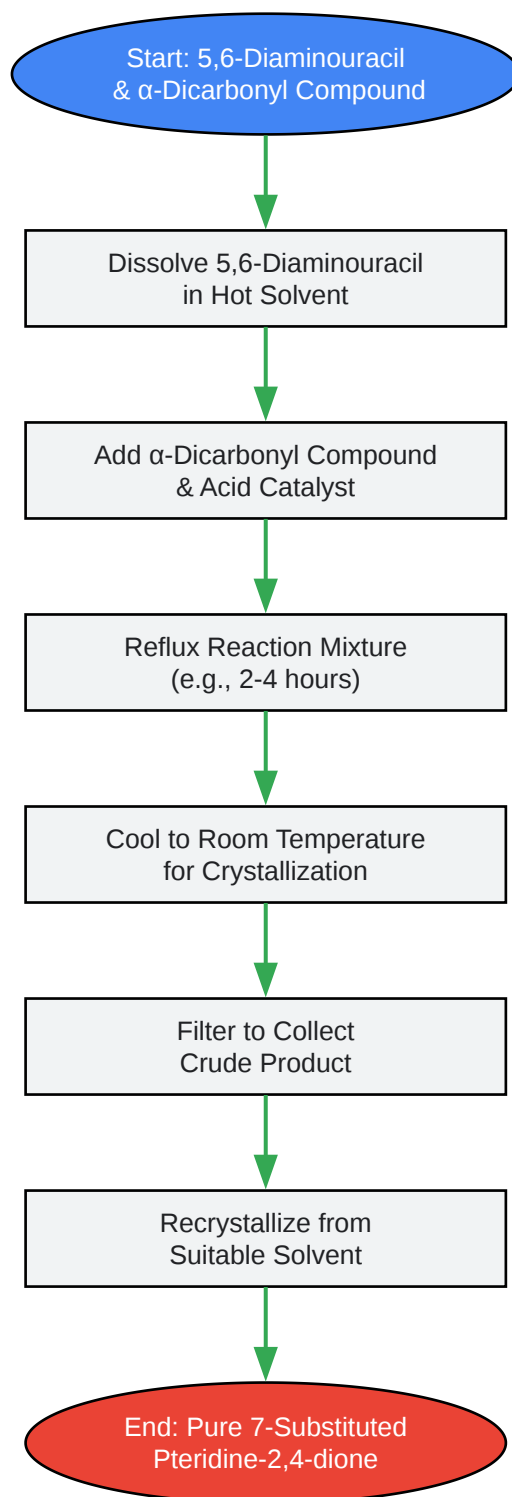 Start: 5,6-Diaminouracil
& α-Dicarbonyl Compound
Dissolve 5,6-Diaminouracil
in Hot Solvent
Add α-Dicarbonyl Compound
& Acid Catalyst
Reflux Reaction Mixture
(e.g., 2-4 hours)
Cool to Room Temperature
for Crystallization
Filter to Collect
Crude Product
Recrystallize from
Suitable Solvent
End: Pure 7-Substituted
Pteridine-2,4-dione